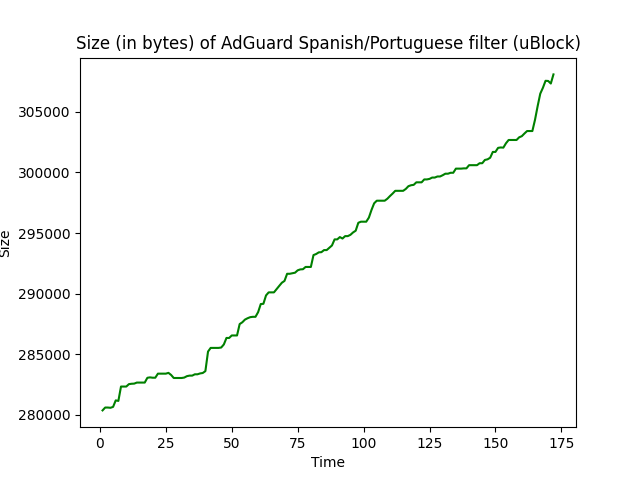 Size (in bytes) of AdGuard Spanish/Portuguese filter (uBlock)
305000
300000
295000
290000
285000
280000
Size
0 25 50 75 100 125 150 175
Time